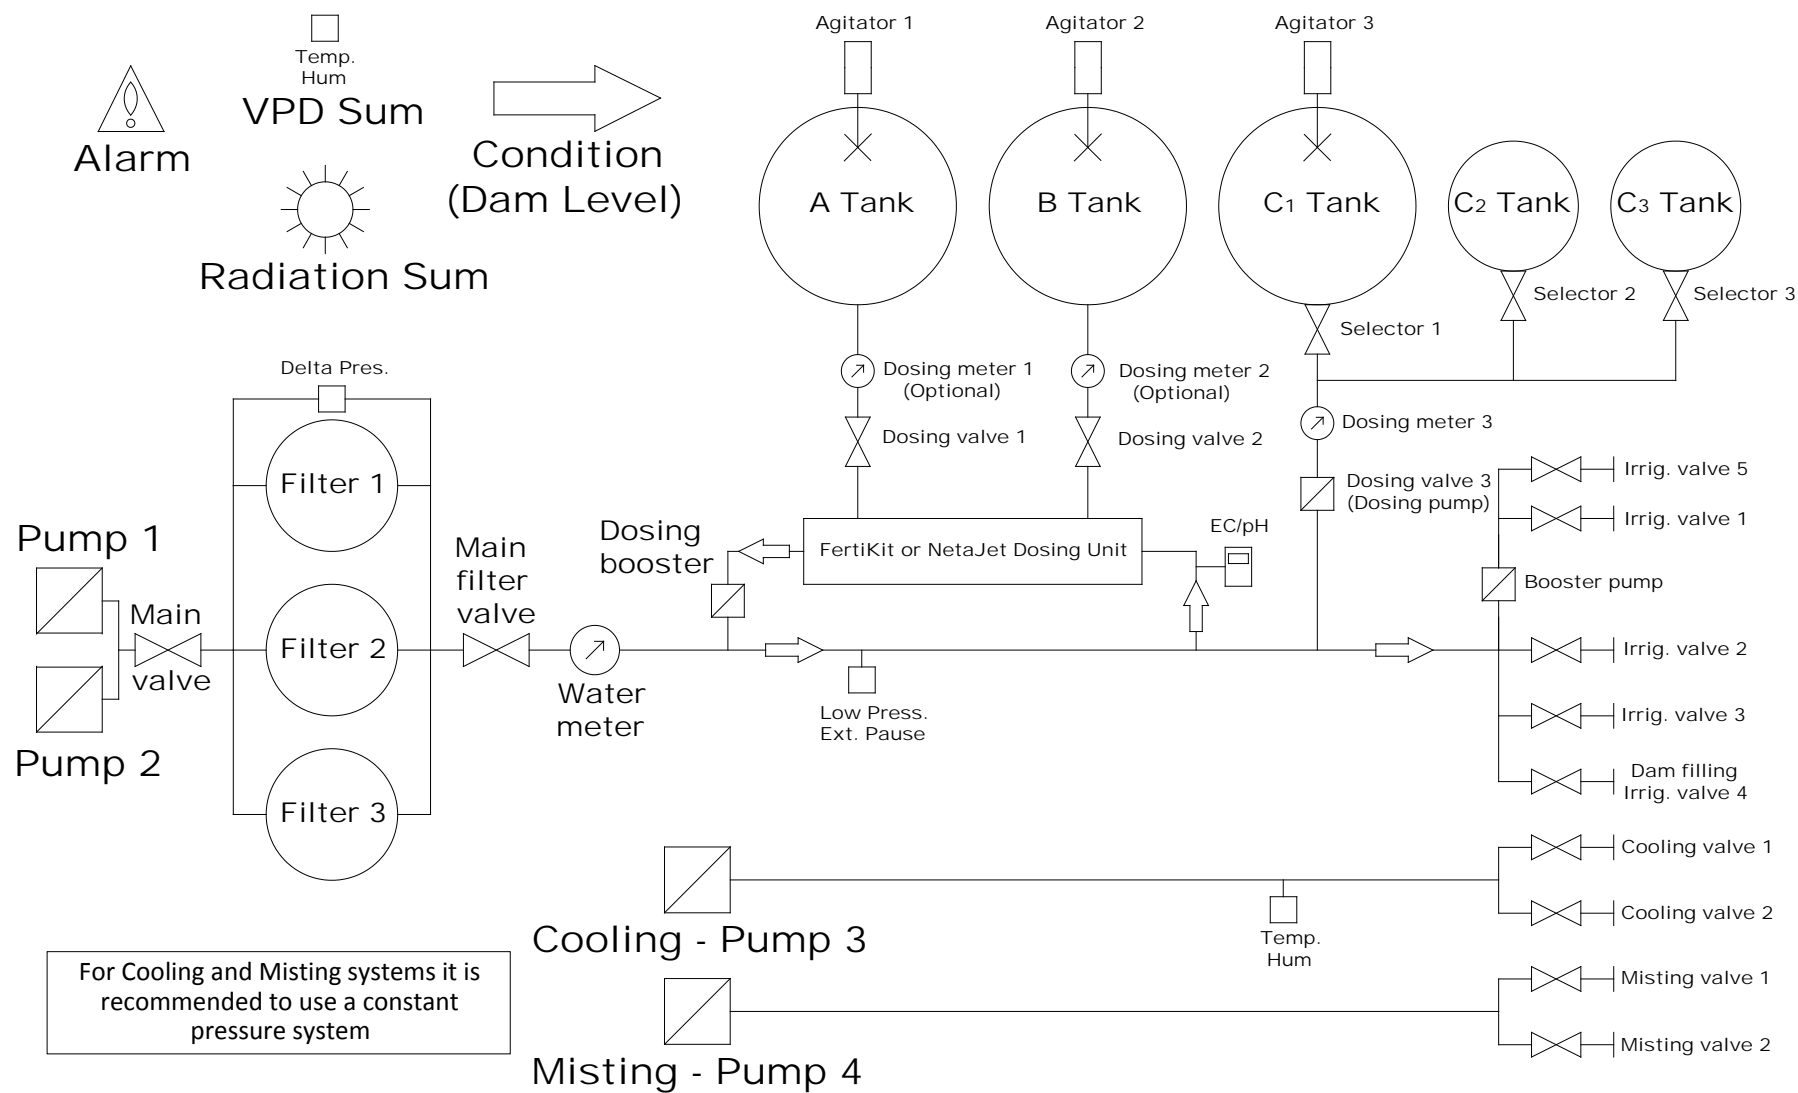 Agitator 1
Agitator 2
Agitator 3
Temp.
Hum
VPD Sum
Alarm
Condition
(Dam Level)
Radiation Sum
A Tank
B Tank
C1 Tank
C2 Tank
C3 Tank
Selector 1
Selector 2
Selector 3
Delta Pres.
Filter 1
Filter 2
Filter 3
Pump 1
Pump 2
Main
valve
Main
filter
valve
Water
meter
Dosing
booster
Dosing meter 1
(Optional)
Dosing valve 1
Dosing meter 2
(Optional)
Dosing valve 2
Dosing meter 3
Dosing valve 3
(Dosing pump)
FertiKit or NetaJet Dosing Unit
EC/pH
Low Press.
Ext. Pause
Irrig. valve 5
Irrig. valve 1
Booster pump
Irrig. valve 2
Irrig. valve 3
Dam filling
Irrig. valve 4
Cooling valve 1
Cooling valve 2
Cooling - Pump 3
Temp.
Hum
Misting valve 1
Misting valve 2
Misting - Pump 4
For Cooling and Misting systems it is
recommended to use a constant
pressure system